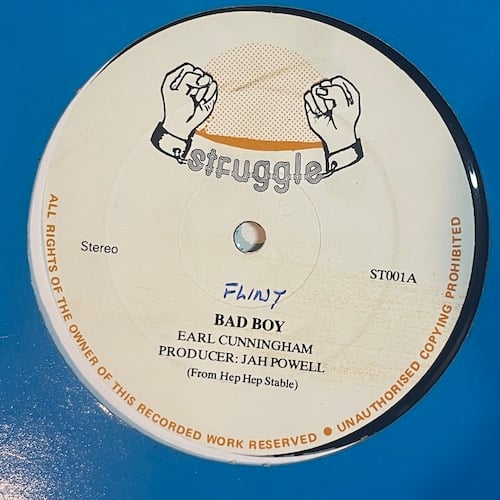 struggle
Stereo
ST001A
FLINT
BAD BOY
EARL CUNNINGHAM
PRODUCER: JAH POWELL
(From Hep Hep Stable)
ALL RIGHTS OF THE OWNER OF THIS RECORDED WORK RESERVED ● UNAUTHORISED COPYING PROHIBITED